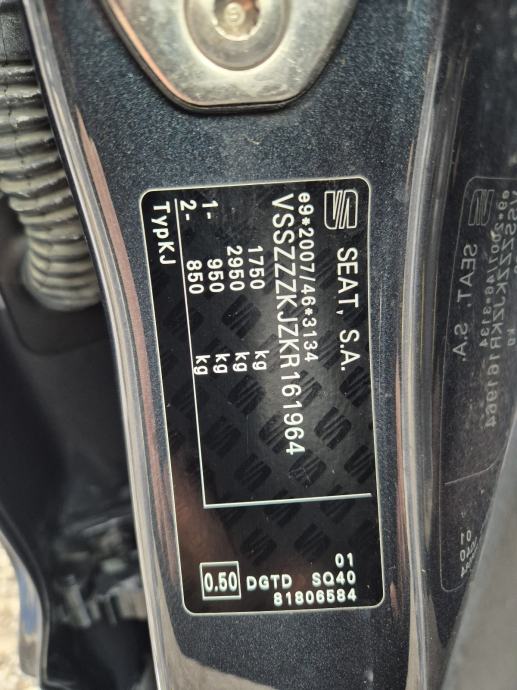 SEAT, S.A.
e9*2007/46*3134
VSSZZZKJZKR161964
1750 kg
2950 kg
1- 950 kg
2- 850 kg
TypKJ
01
0.50 DGTD SQ40
81806584